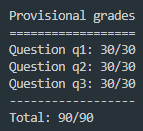 Provisional grades
==================
Question q1: 30/30
Question q2: 30/30
Question q3: 30/30
------------------
Total: 90/90